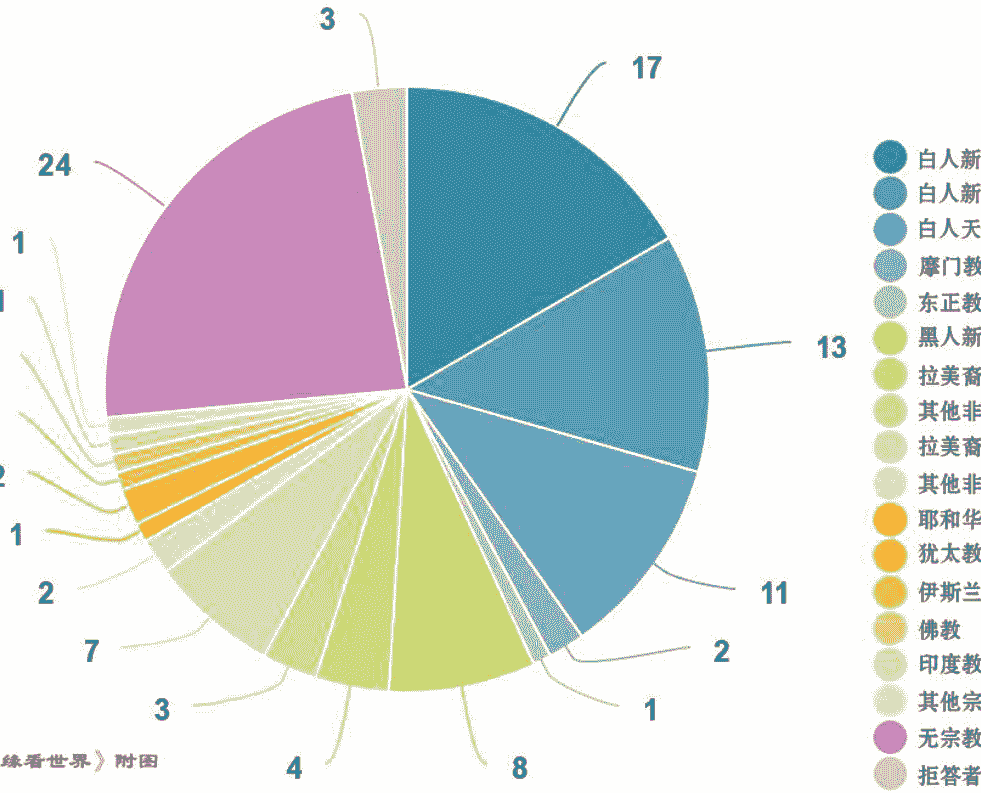 3
17
24
1
13
2
1
2
11
7
2
3
1
4
8
白人新
白人新
白人天
摩门教
东正教
黑人新
拉美裔
其他非
拉美裔
其他非
耶和华
犹太教
伊斯兰
佛教
印度教
其他宗
无宗教
拒答者
缘看世界》附图